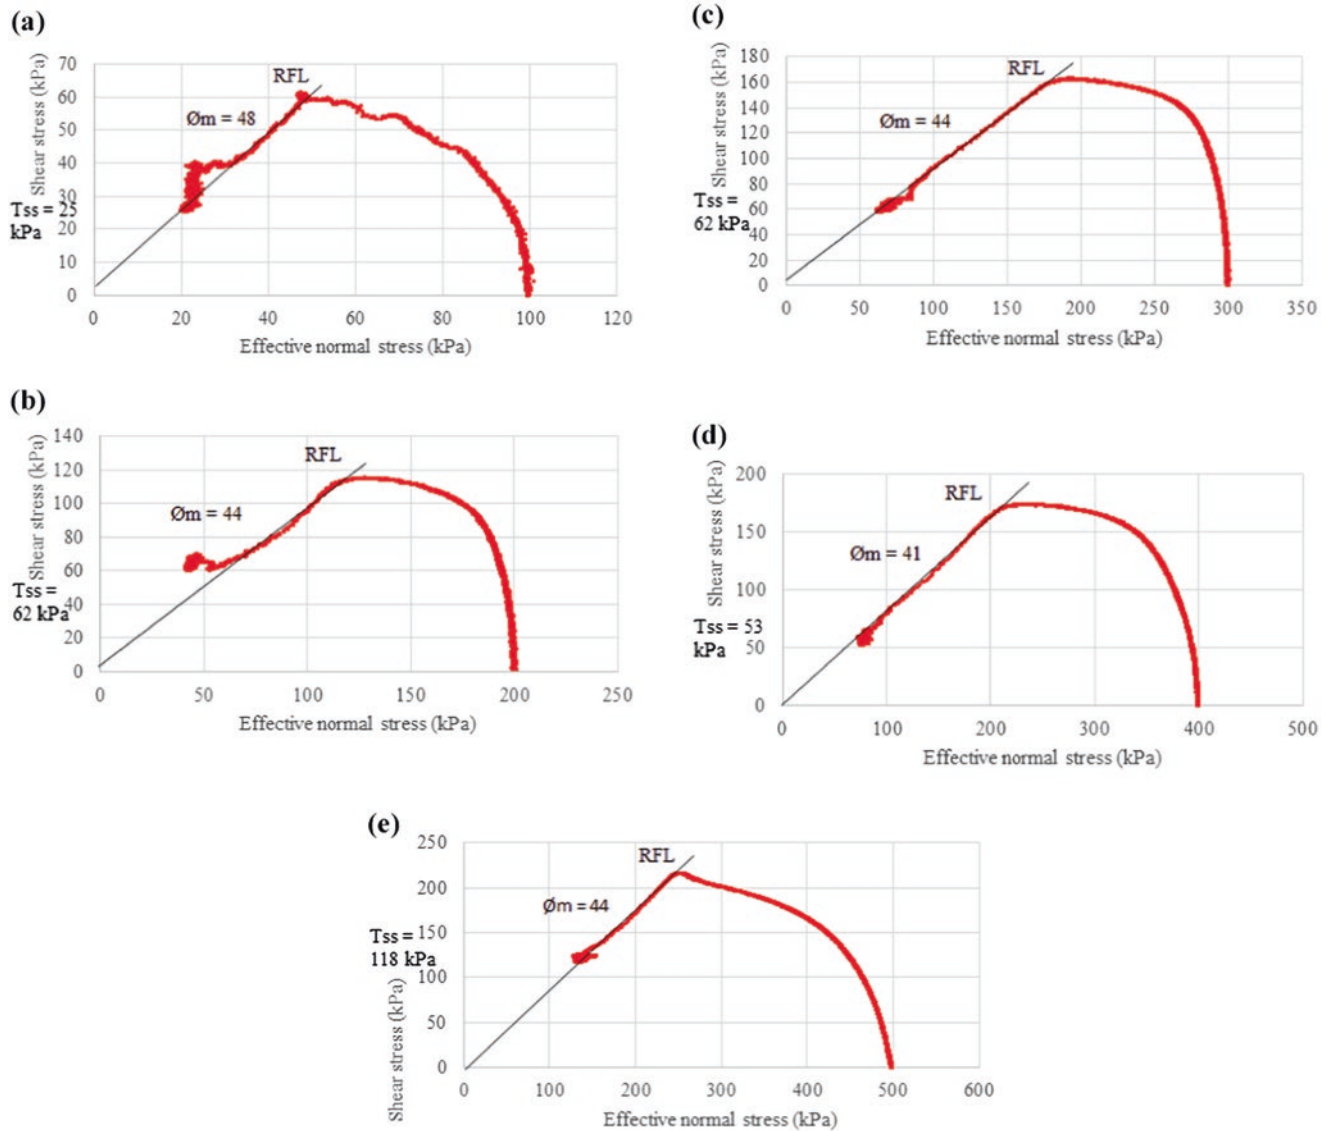 (a)
Shear stress (kPa)
70
60
50
40
30
20
10
0
RFL
Øm = 48
Tss = 25
kPa
0 20 40 60 80 100 120
Effective normal stress (kPa)
(b)
Shear stress (kPa)
140
120
100
80
60
40
20
0
RFL
Øm = 44
Tss =
62 kPa
0 50 100 150 200 250
Effective normal stress (kPa)
(c)
Shear stress (kPa)
180
160
140
120
100
80
60
40
20
0
RFL
Øm = 44
Tss =
62 kPa
0 50 100 150 200 250 300 350
Effective normal stress (kPa)
(d)
Shear stress (kPa)
200
150
100
50
0
RFL
Øm = 41
Tss = 53
kPa
0 100 200 300 400 500
Effective normal stress (kPa)
(e)
Shear stress (kPa)
250
200
150
100
50
0
RFL
Øm = 44
Tss =
118 kPa
0 100 200 300 400 500 600
Effective normal stress (kPa)